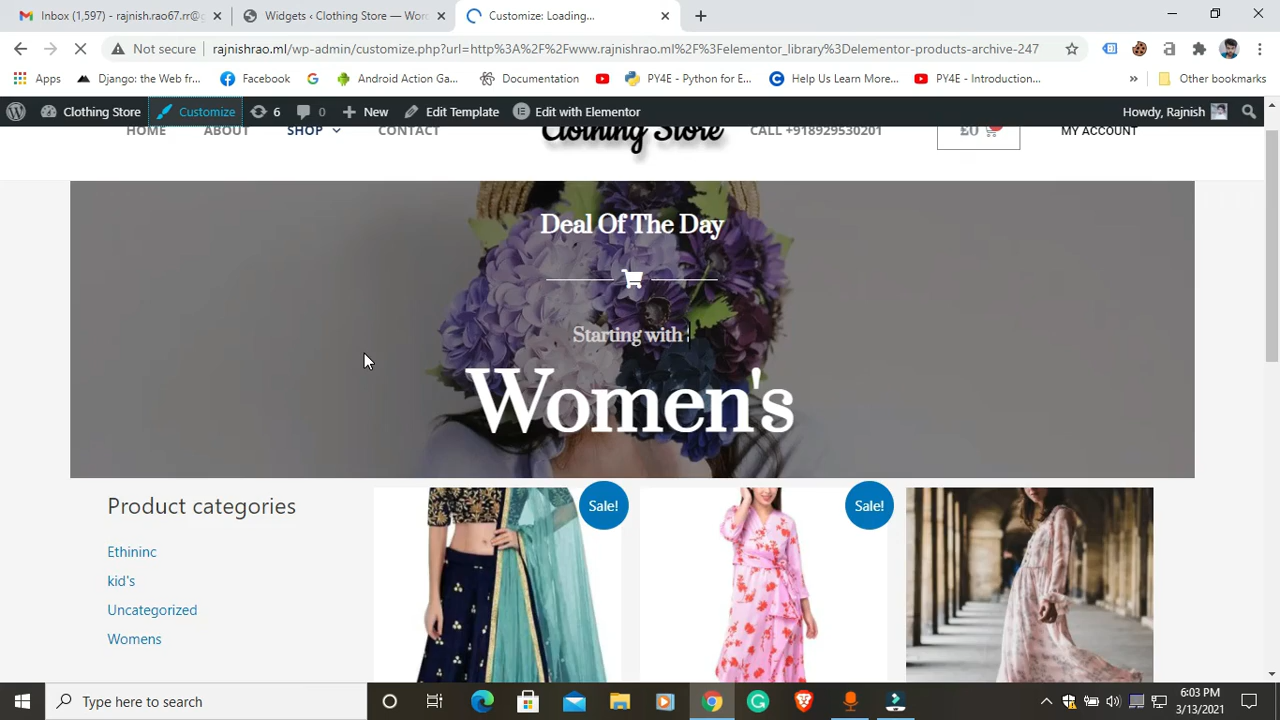 Inbox (1,597) - rajnish.rao67.rr@g
Widgets ‹ Clothing Store — Wor
Customize: Loading...
Not secure
rajnishrao.ml/wp-admin/customize.php?url=http%3A%2F%2Fwww.rajnishrao.ml%2F%3Felementor_library%3Delementor-products-archive-247
Apps
Django: the Web fr...
Facebook
Android Action Ga...
Documentation
PY4E - Python for E...
Help Us Learn More...
PY4E - Introduction...
»
Other bookmarks
Clothing Store
Customize
6
0
New
Edit Template
Edit with Elementor
Howdy, Rajnish
HOME
ABOUT
SHOP
CONTACT
Clothing Store
CALL +918929530201
£0
MY ACCOUNT
Deal Of The Day
Starting with
Women's
Product categories
Ethininc
kid's
Uncategorized
Womens
Sale!
Sale!
Type here to search
6:03 PM
3/13/2021